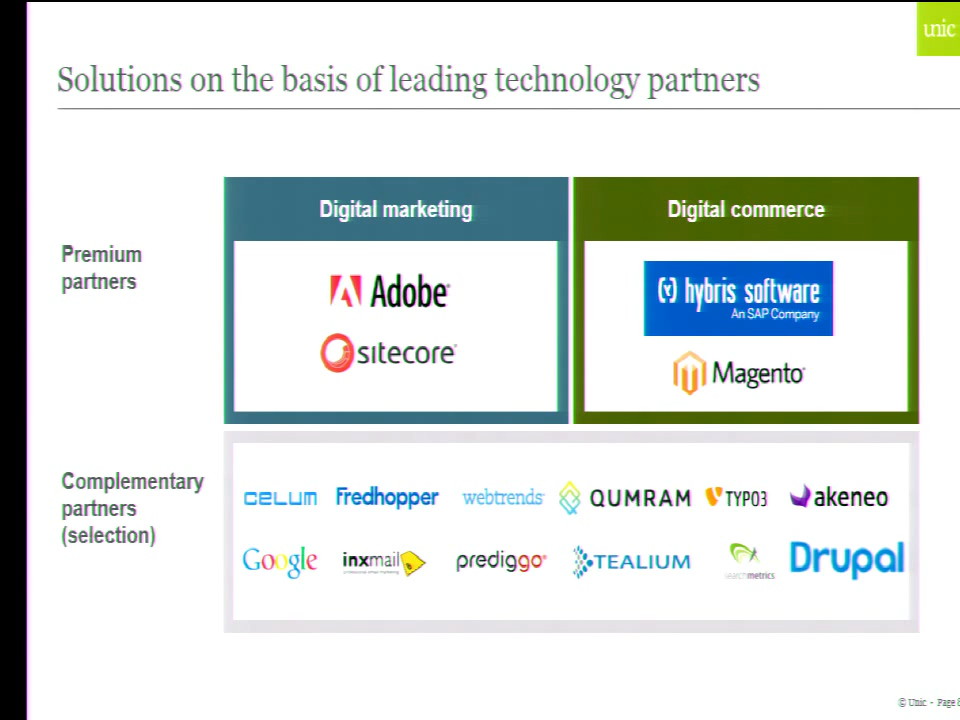 unic
Solutions on the basis of leading technology partners
Digital marketing
Digital commerce
Premium
partners
Adobe
hybris software
An SAP Company
sitecore
Magento
Complementary
partners
(selection)
celum Fredhopper webtrends QUMRAM TYPO3 akeneo
Google inxmail prediggo TEALIUM searchmetrics Drupal
© Unic - Page